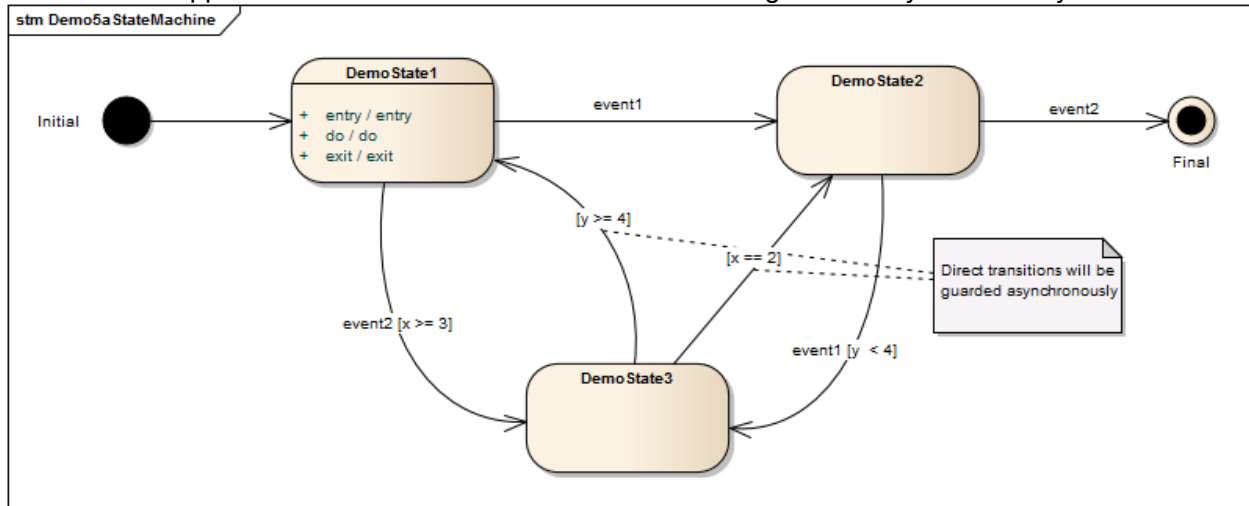 stm Demo5aStateMachine
DemoState1
+ entry / entry
+ do / do
+ exit / exit
Initial
event1
DemoState2
event2
Final
[y >= 4]
[x == 2]
Direct transitions will be
guarded asynchronously
event2 [x >= 3]
event1 [y < 4]
DemoState3